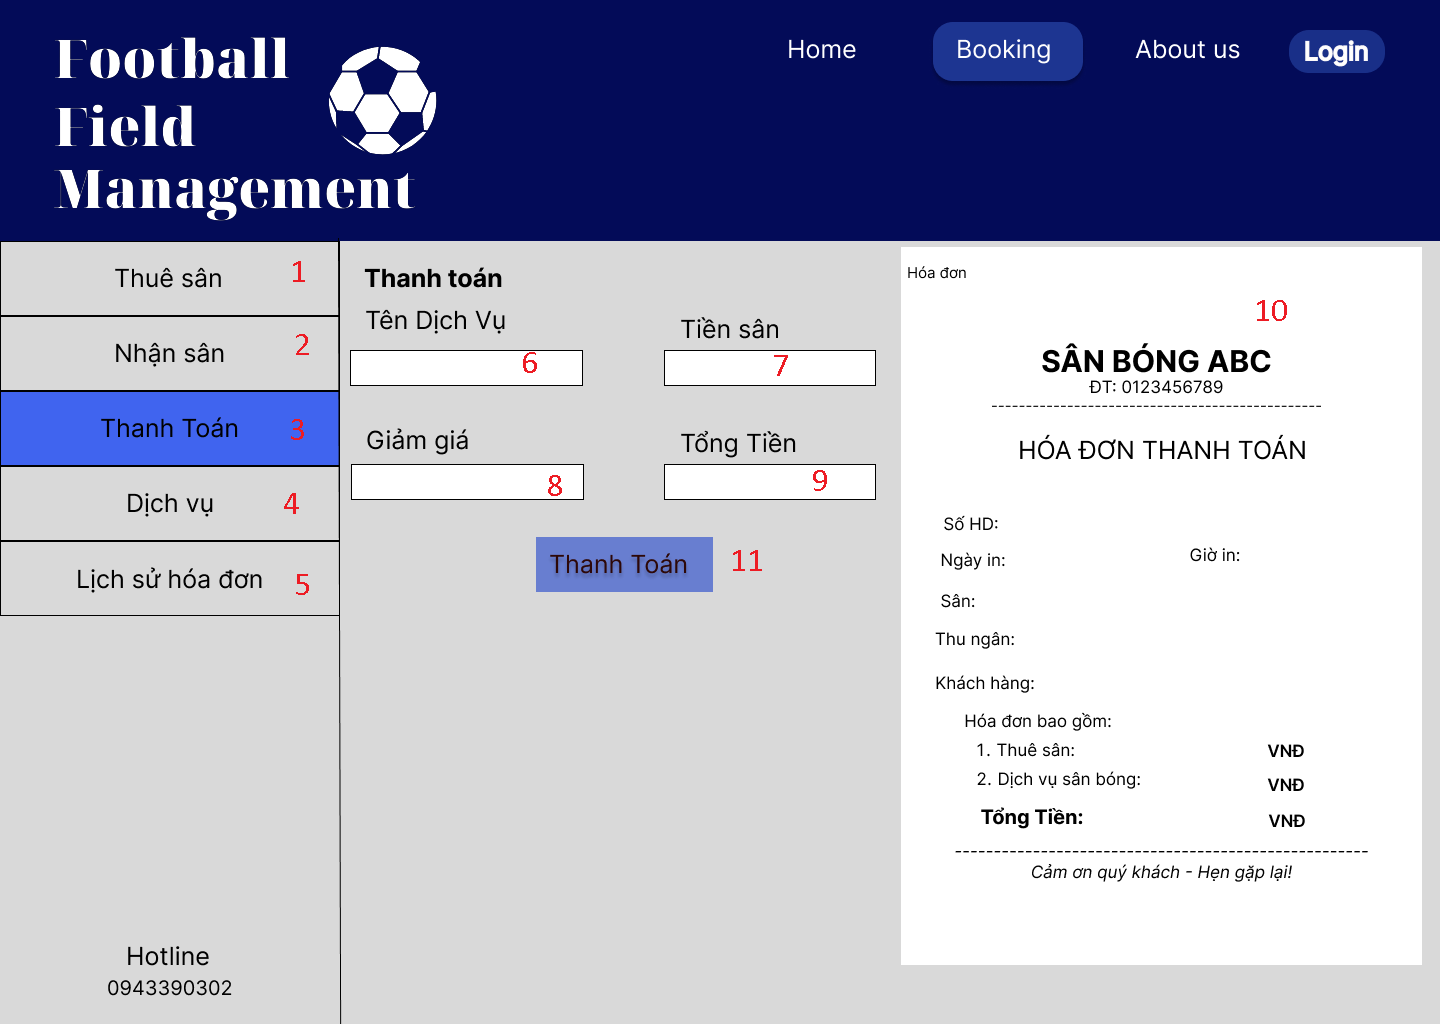 Football
Field
Management
Home
Booking
About us
Login
Thuê sân 1
Nhận sân 2
Thanh Toán 3
Dịch vụ 4
Lịch sử hóa đơn 5
Hotline
0943390302
Thanh toán
Tên Dịch Vụ
6
Tiền sân
7
Giảm giá
8
Tổng Tiền
9
Thanh Toán 11
Hóa đơn
10
SÂN BÓNG ABC
ĐT: 0123456789
------------------------------------------------
HÓA ĐƠN THANH TOÁN
Số HD:
Ngày in: Giờ in:
Sân:
Thu ngân:
Khách hàng:
Hóa đơn bao gồm:
1. Thuê sân: VNĐ
2. Dịch vụ sân bóng: VNĐ
Tổng Tiền: VNĐ
------------------------------------------------------
Cảm ơn quý khách - Hẹn gặp lại!